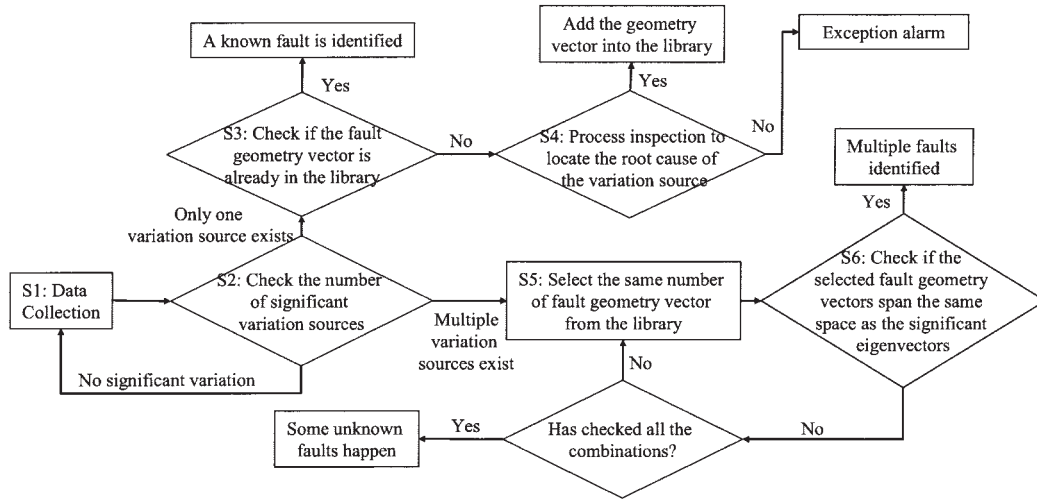 A known fault is identified
Add the geometry
vector into the library
Exception alarm
Yes
Yes
S3: Check if the fault
geometry vector is
already in the library
No
S4: Process inspection to
locate the root cause of
the variation source
No
Multiple faults
identified
Yes
Only one
variation source exists
S1: Data
Collection
S2: Check the number
of significant
variation sources
Multiple
variation
sources exist
S5: Select the same number
of fault geometry vector
from the library
S6: Check if the
selected fault geometry
vectors span the same
space as the significant
eigenvectors
No significant variation
No
Some unknown
faults happen
Yes
Has checked all the
combinations?
No